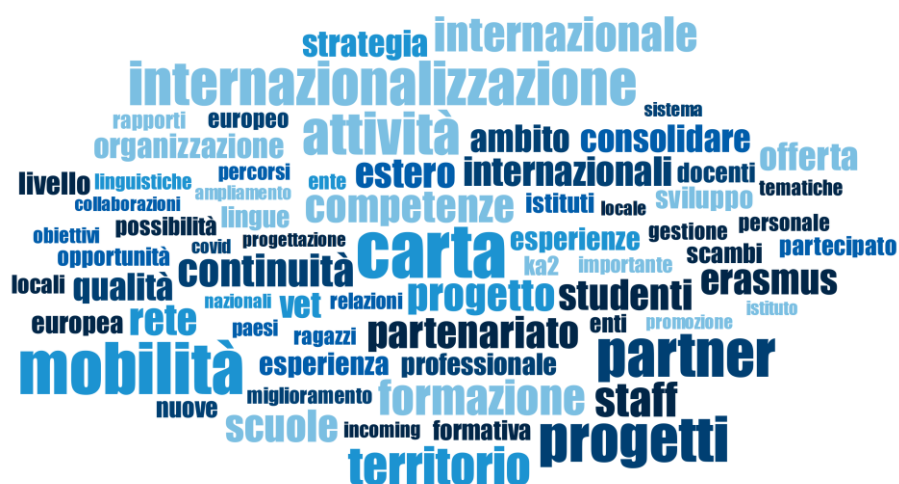 strategia internazionale
internazionalizzazione
sistema
rapporti europeo
attività ambito consolidare
organizzazione offerta
percorsi estero internazionali docenti
livello linguistiche ente tematiche
ampliamento sviluppo
collaborazioni competenze istituti locale
possibilità lingue personale
obiettivi progettazione carta esperienze gestione partecipato
opportunità covid scambi
continuità ka2 importante
locali qualità erasmus
nazionali vet relazioni progetto studenti
istituto
europea rete paesi ragazzi partenariato enti promozione
mobilità esperienza professionale partner
miglioramento formazione staff
nuove
scuole incoming formativa progetti
territorio